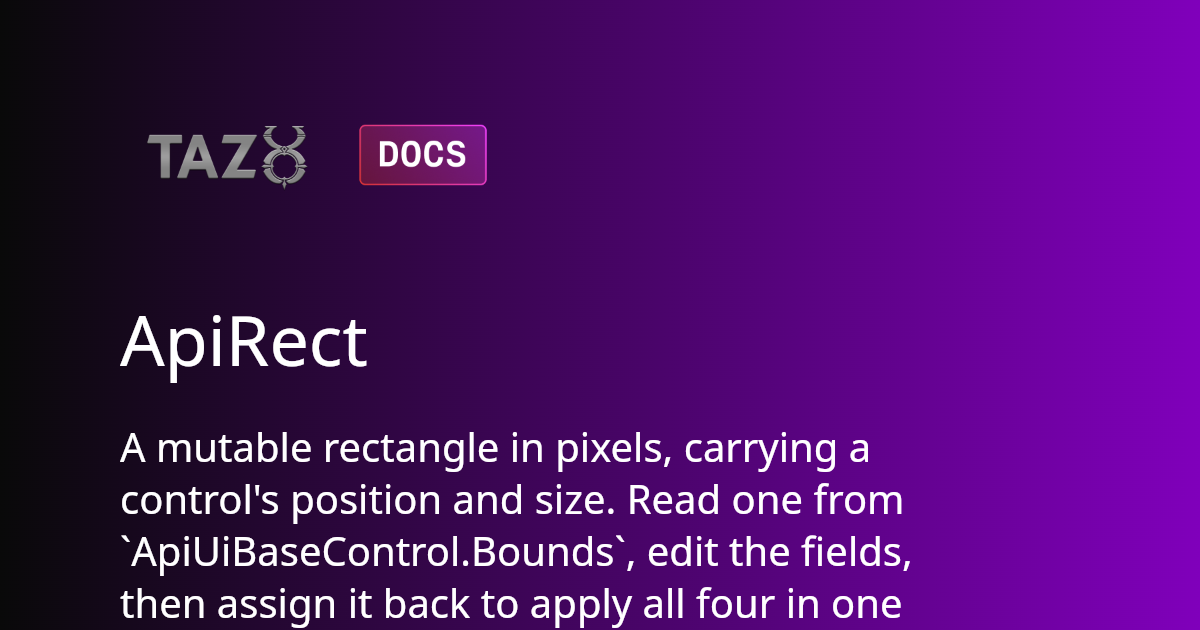 TAZ
DOCS
ApiRect
A mutable rectangle in pixels, carrying a
control's position and size. Read one from
`ApiUiBaseControl.Bounds`, edit the fields,
then assign it back to apply all four in one